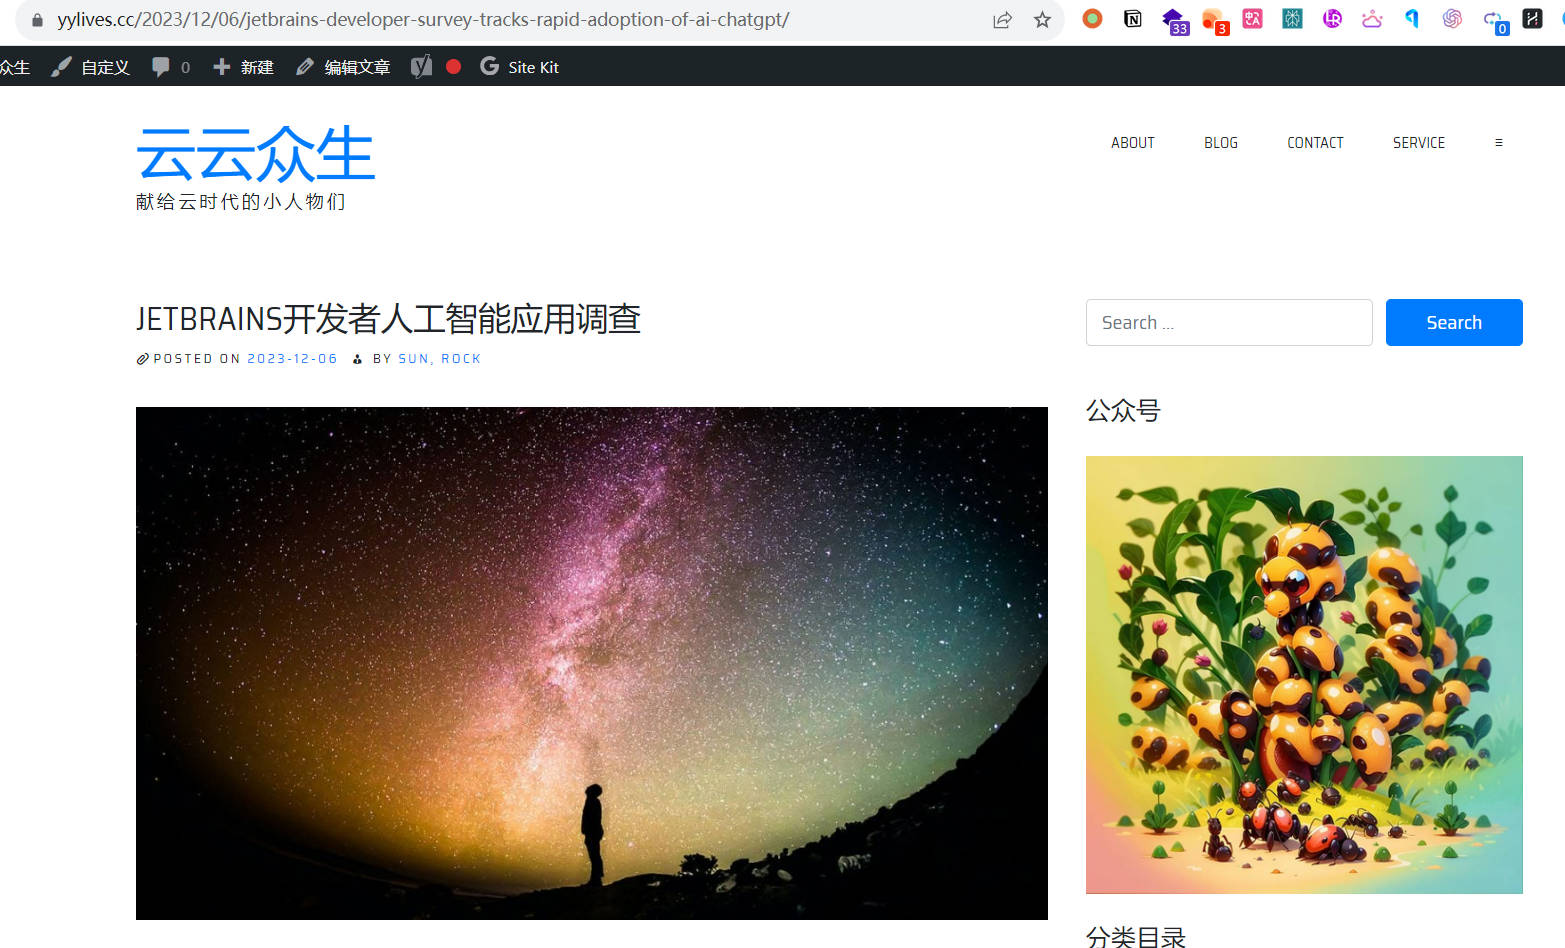 yylives.cc/2023/12/06/jetbrains-developer-survey-tracks-rapid-adoption-of-ai-chatgpt/
33
3
中CA
LR
0
众生 自定义 0 新建 编辑文章 Site Kit
云云众生
献给云时代的小人物们
ABOUT BLOG CONTACT SERVICE ≡
JETBRAINS开发者人工智能应用调查
POSTED ON 2023-12-06 BY SUN, ROCK
Search ...
Search
公众号
分类目录